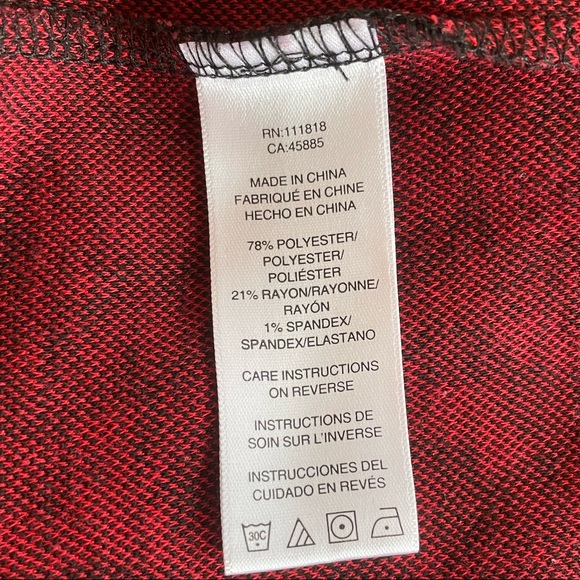 RN:111818
CA:45885
MADE IN CHINA
FABRIQUÉ EN CHINE
HECHO EN CHINA
78% POLYESTER/
POLYESTER/
POLIÉSTER
21% RAYON/RAYONNE/
RAYÓN
1% SPANDEX/
SPANDEX/ELASTANO
CARE INSTRUCTIONS
ON REVERSE
INSTRUCTIONS DE
SOIN SUR L'INVERSE
INSTRUCCIONES DEL
CUIDADO EN REVÉS
30C